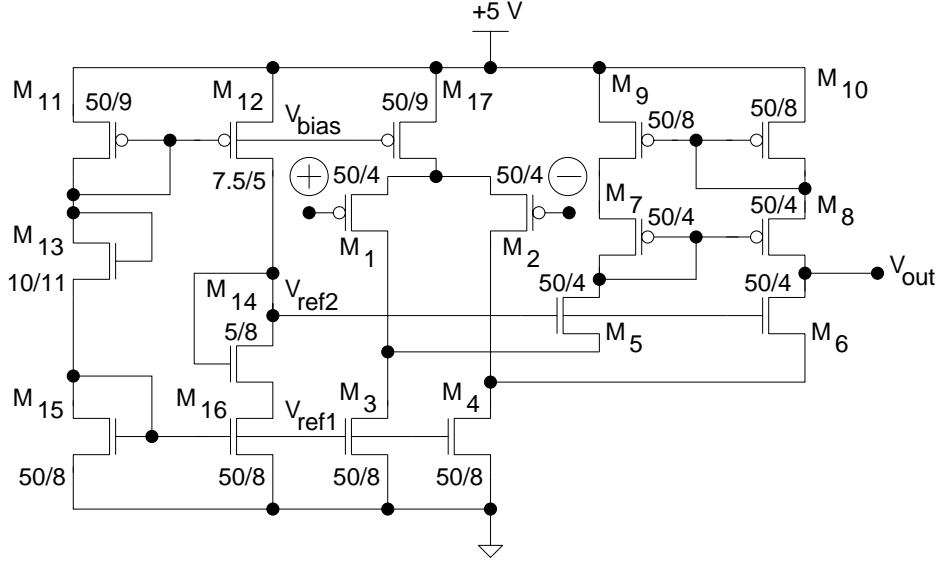 +5 V
M11
50/9
M12
Vbias
50/9
M17
M9
50/8
50/8
M10
7.5/5
+
50/4
50/4
−
M1
M2
M7
50/4
50/4
M8
M13
10/11
M14
5/8
Vref2
50/4
50/4
Vout
M5
M6
M15
50/8
M16
50/8
Vref1
M3
50/8
M4
50/8